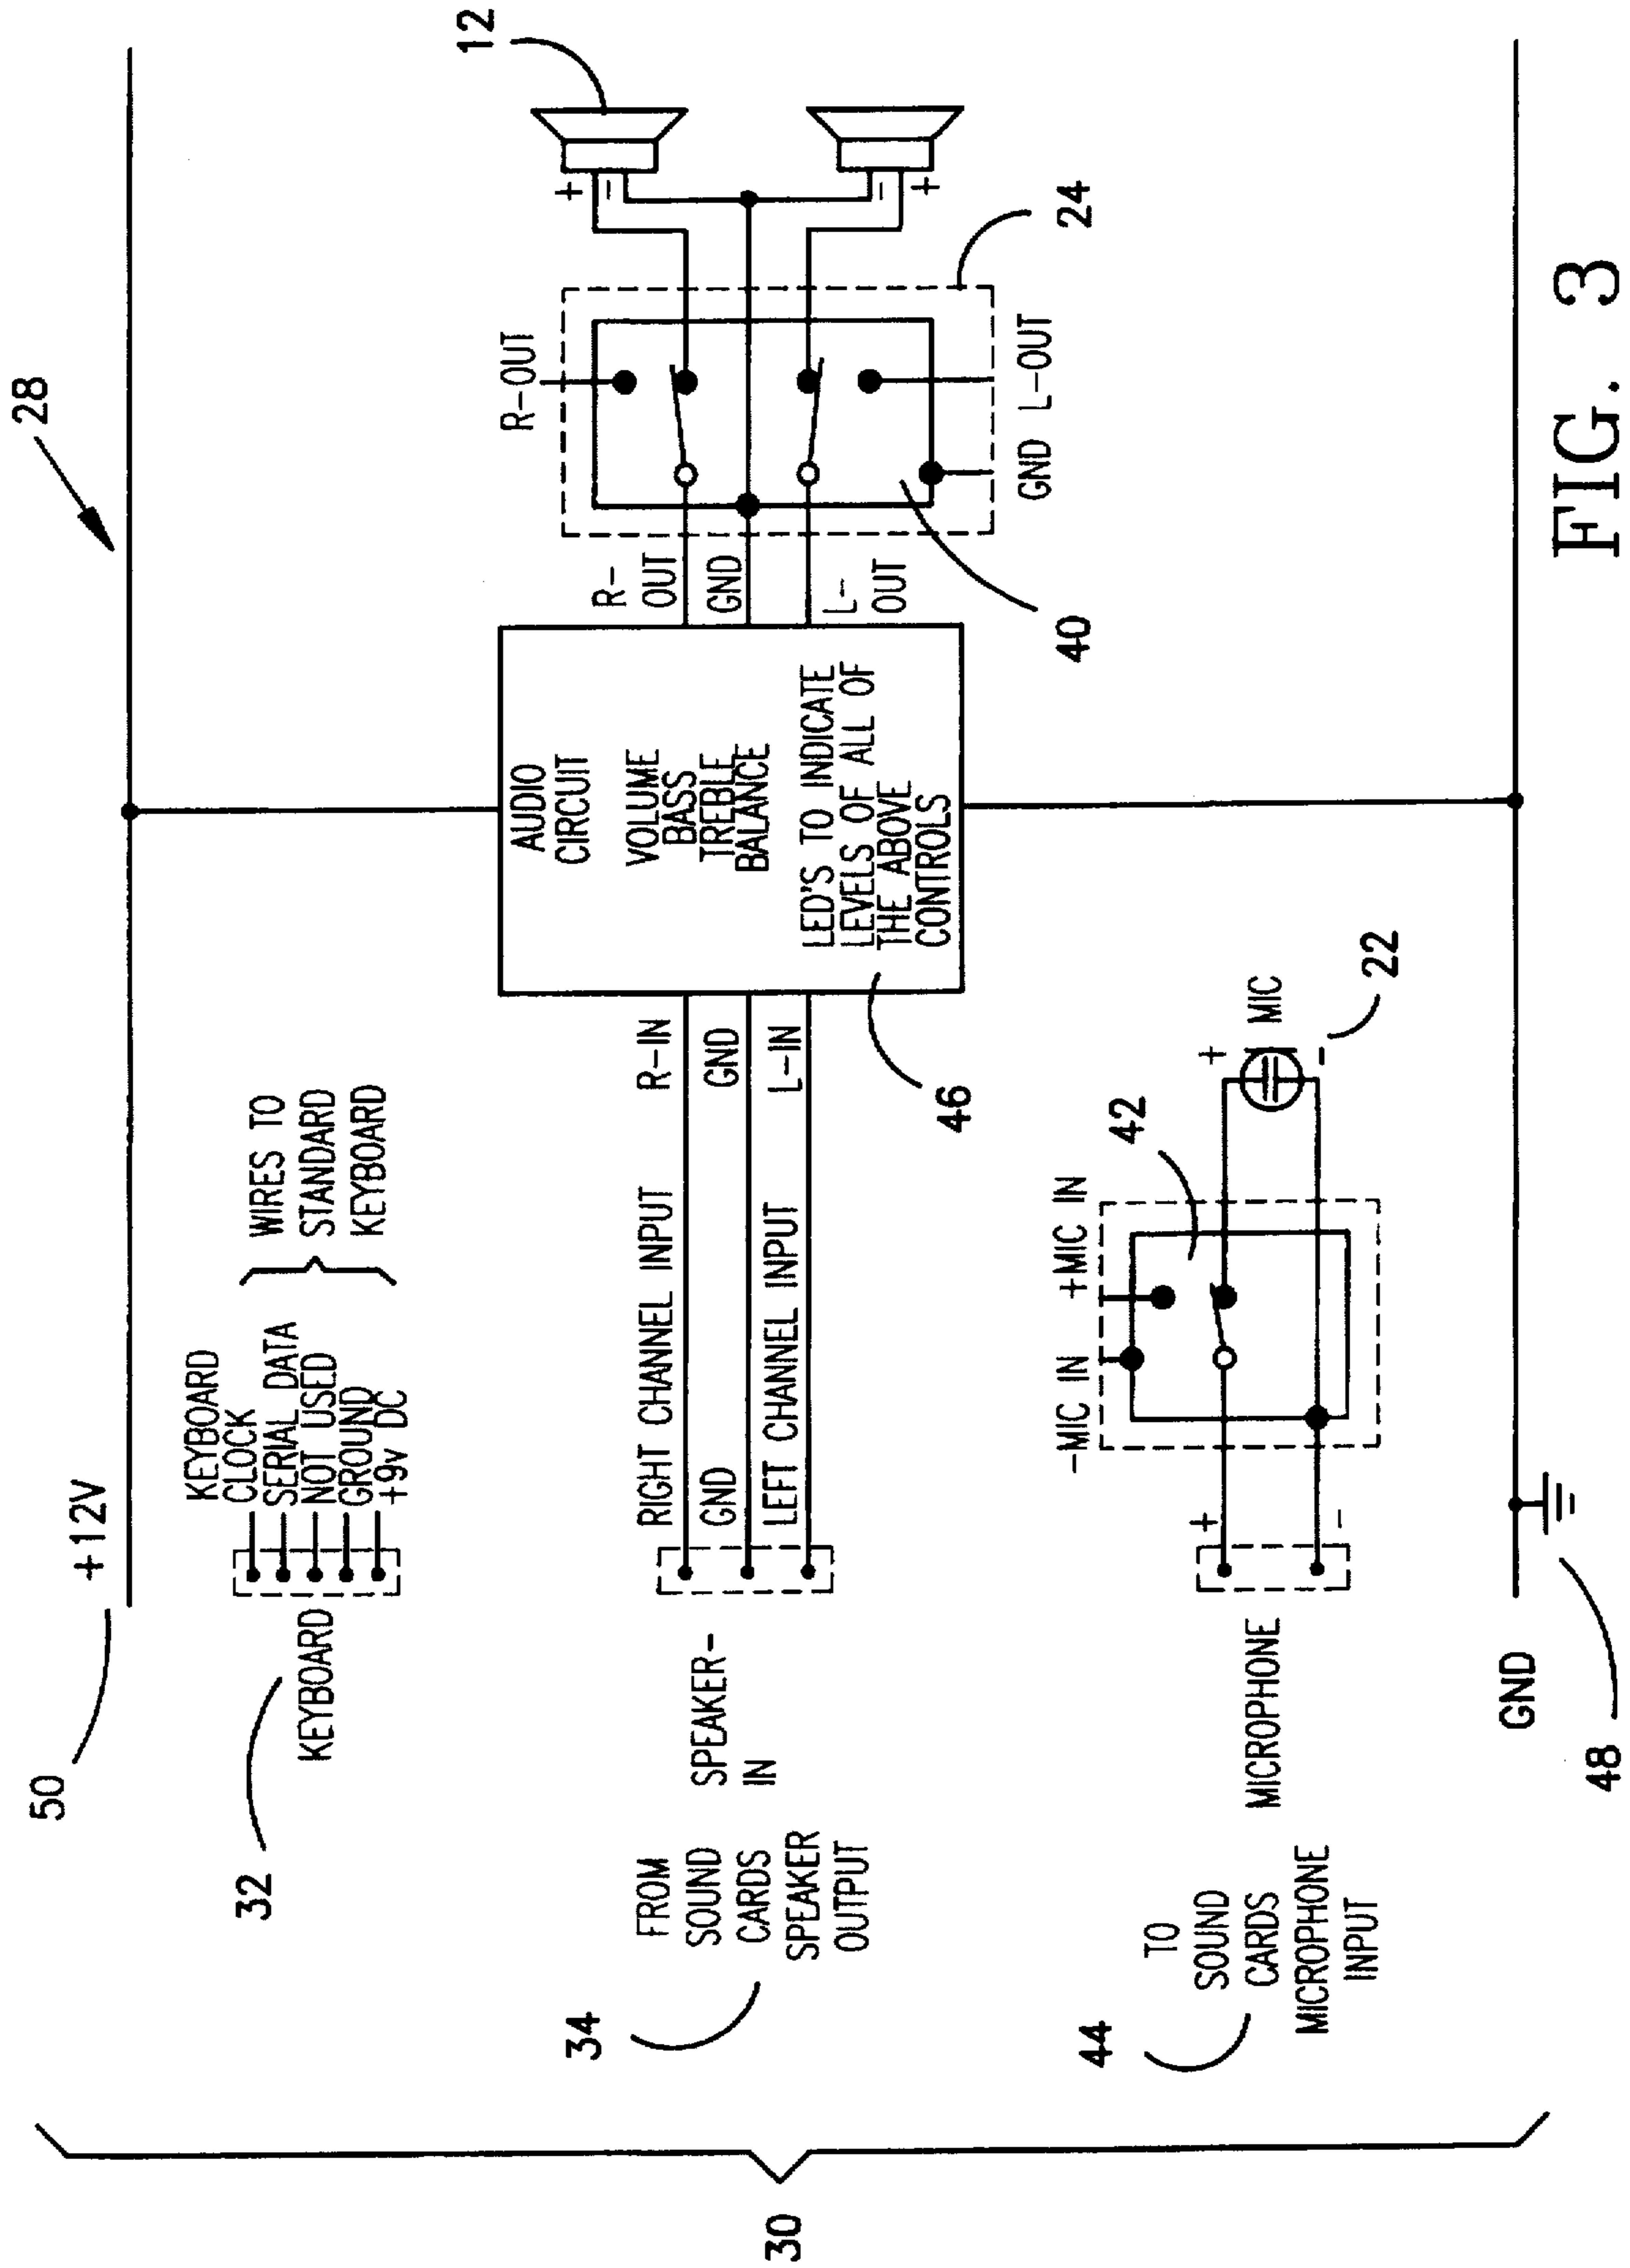 28
50
+12V
32
KEYBOARD
KEYBOARD
CLOCK
SERIAL DATA
NOT USED
GROUND
+9v DC
WIRES TO
STANDARD
KEYBOARD
30
34
FROM
SOUND
CARDS
SPEAKER
OUTPUT
SPEAKER-
IN
RIGHT CHANNEL INPUT
GND
LEFT CHANNEL INPUT
R-IN
GND
L-IN
46
AUDIO
CIRCUIT
VOLUME
BASS
TREBLE
BALANCE
LED'S TO INDICATE
LEVELS OF ALL OF
THE ABOVE
CONTROLS
R-
OUT
GND
L-
OUT
40
R-OUT
GND L-OUT
24
+
-
-
+
12
44
TO
SOUND
CARDS
MICROPHONE
INPUT
MICROPHONE
+
-
-MIC IN +MIC IN
42
+
MIC
-
22
GND
48
FIG. 3